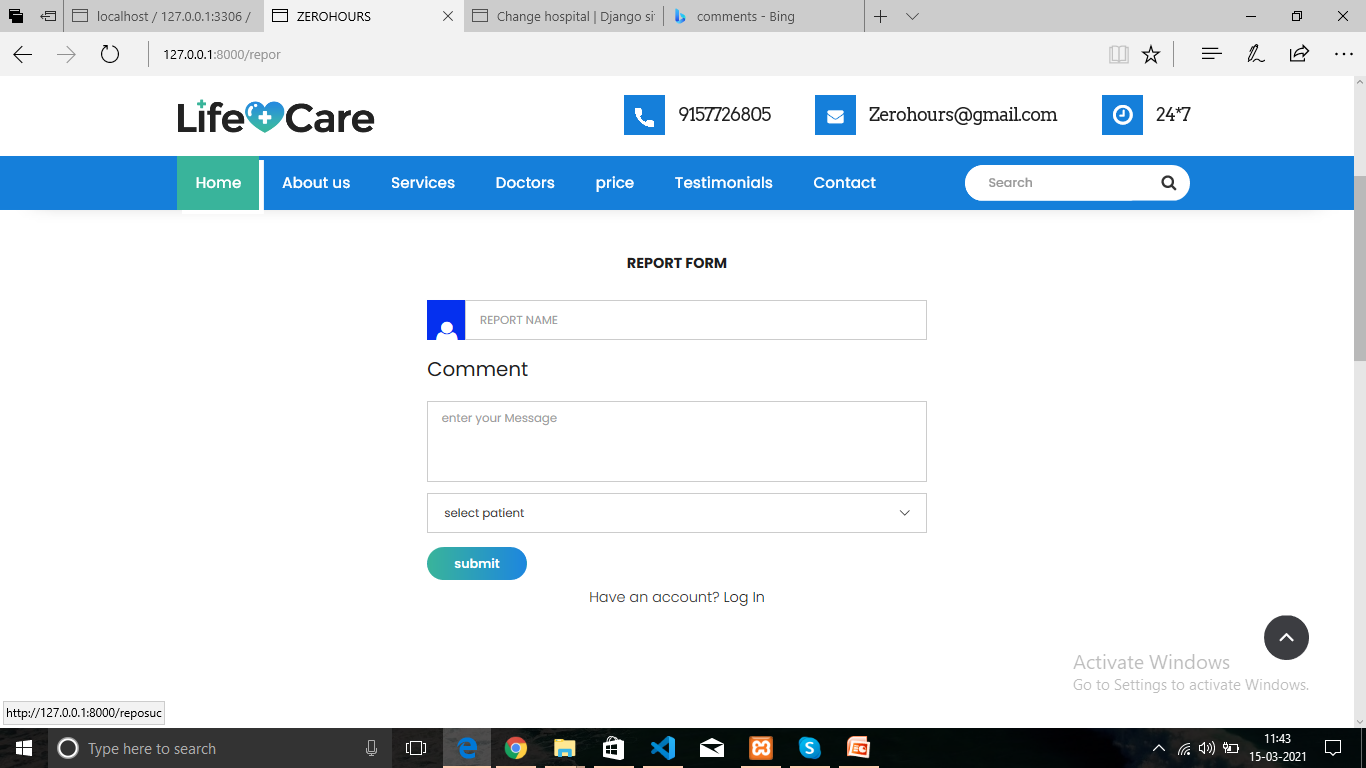 localhost / 127.0.0.1:3306 /
ZEROHOURS
Change hospital | Django si
comments - Bing
127.0.0.1:8000/repor
Life Care
9157726805
Zerohours@gmail.com
24*7
Home
About us
Services
Doctors
price
Testimonials
Contact
Search
REPORT FORM
REPORT NAME
Comment
enter your Message
select patient
submit
Have an account? Log In
Activate Windows
Go to Settings to activate Windows.
http://127.0.0.1:8000/reposuc
Type here to search
11:43
15-03-2021